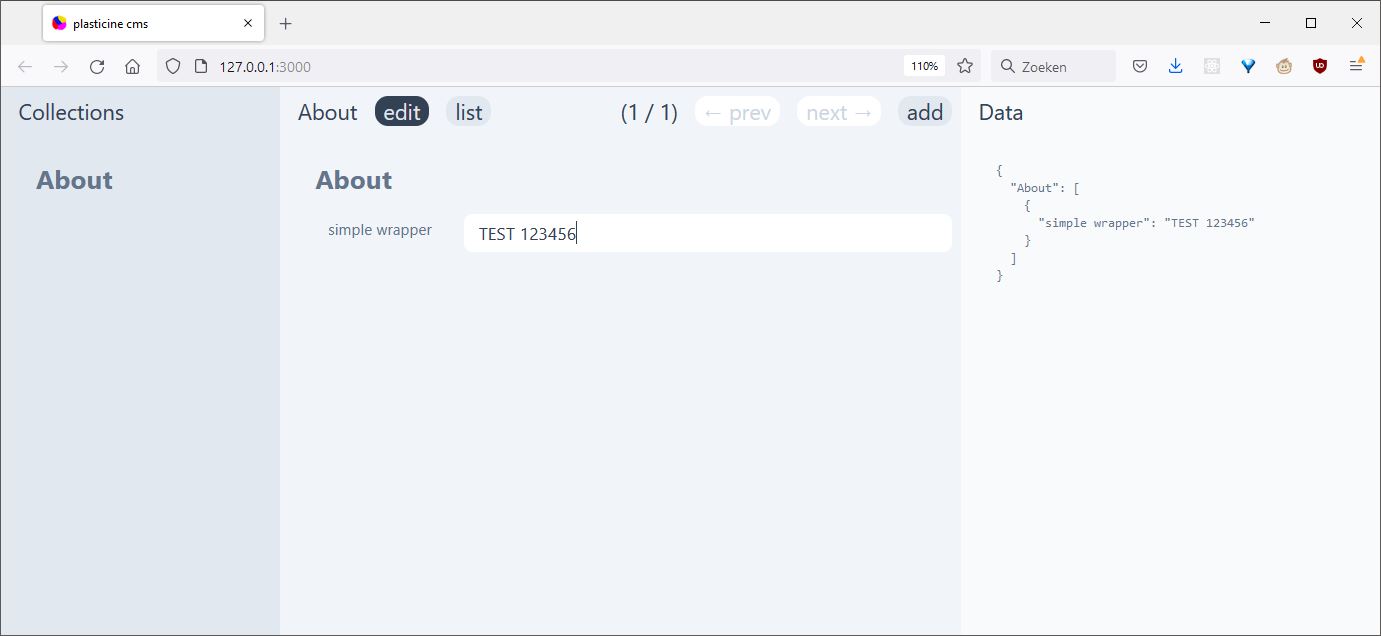 plasticine cms
127.0.0.1:3000
110%
Zoeken
Collections
About
edit
list
(1 / 1)
← prev
next →
add
Data
About
About
simple wrapper
TEST 123456
{
"About": [
{
"simple wrapper": "TEST 123456"
}
]
}